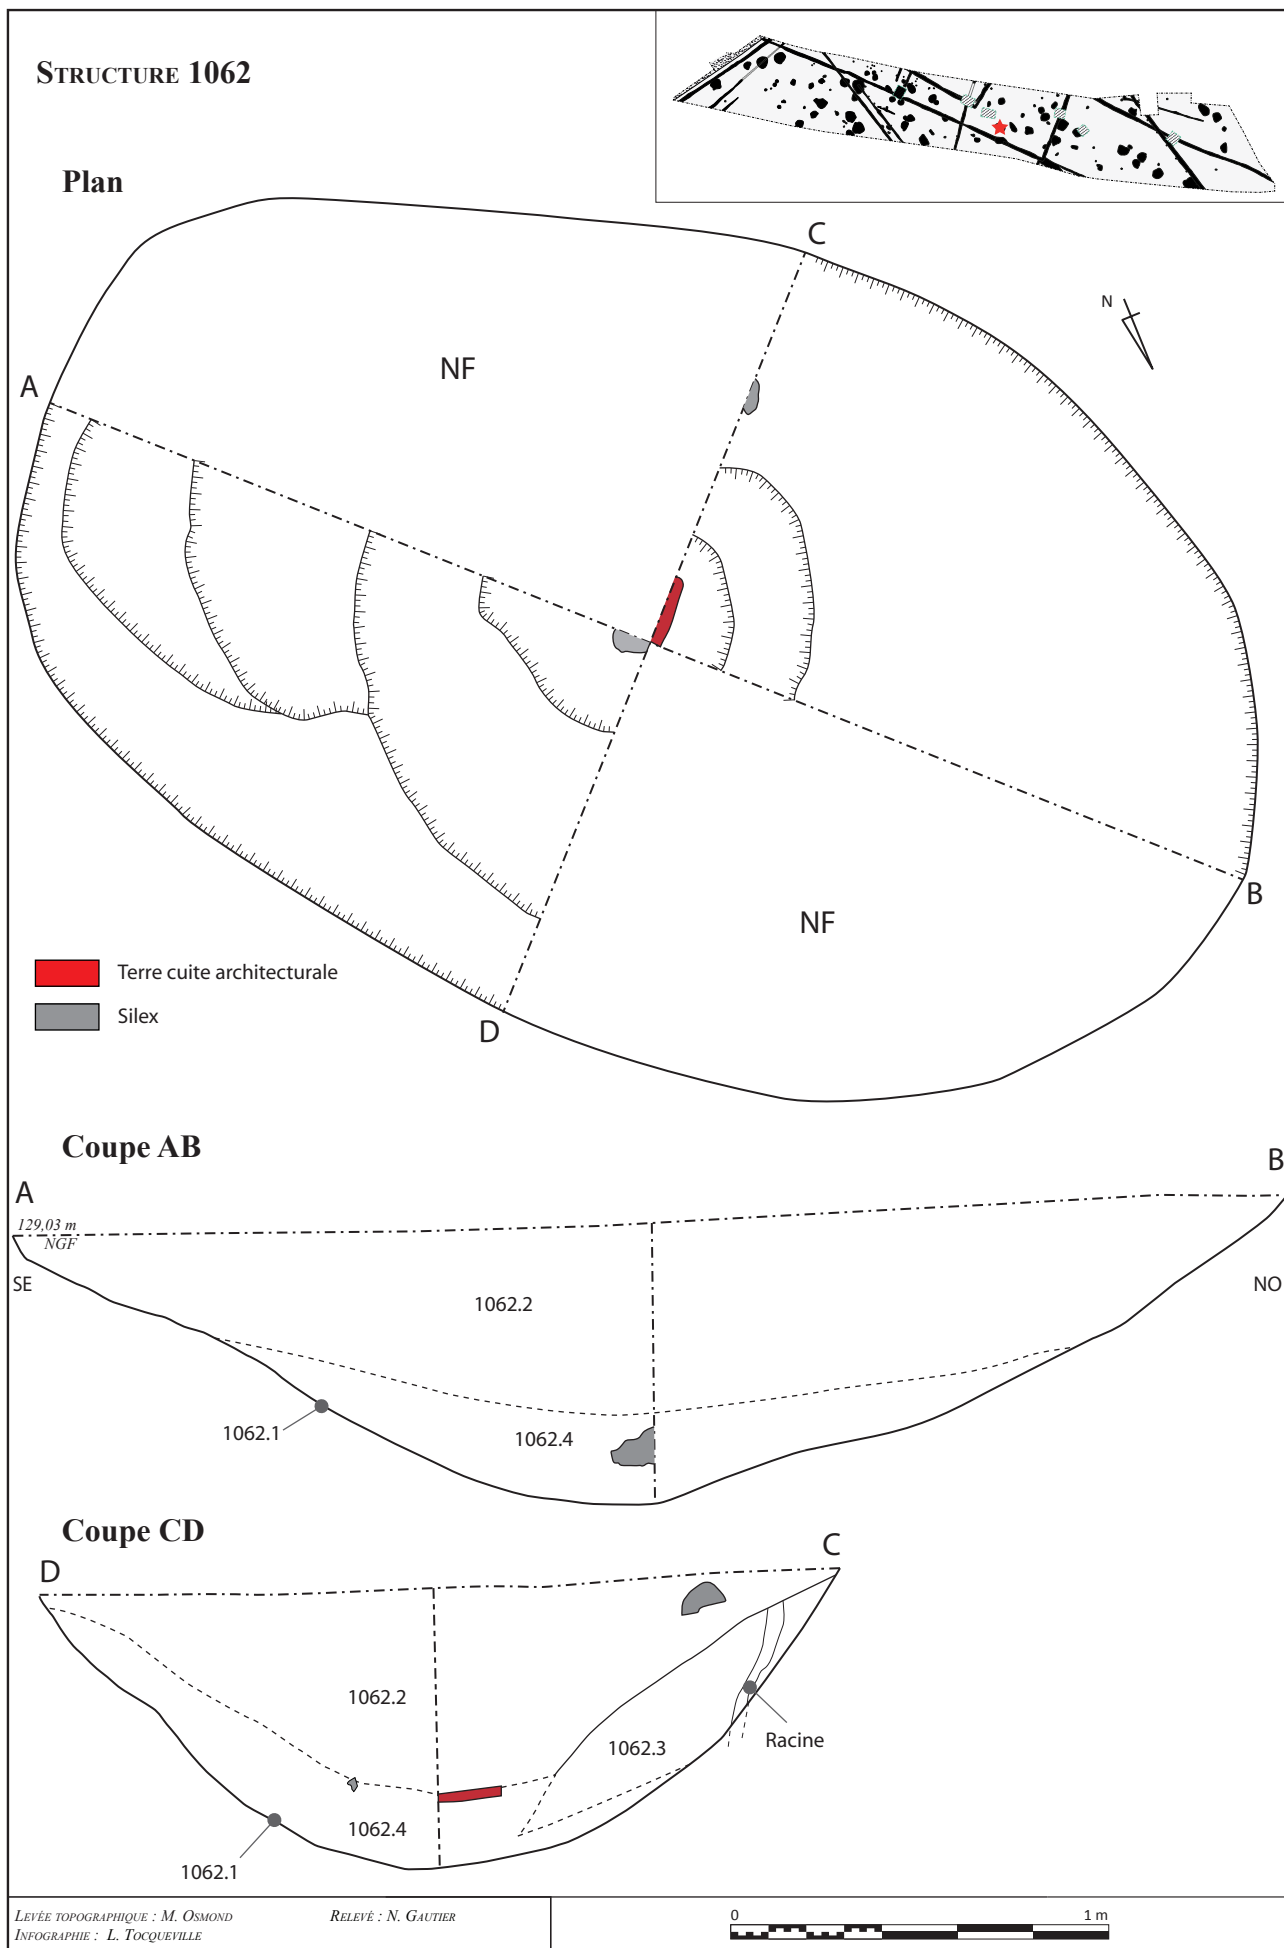 STRUCTURE 1062
Plan
C
N
NF
A
NF
B
D
Terre cuite architecturale
Silex
Coupe AB
A
B
129,03 m
NGF
SE
NO
1062.2
1062.1
1062.4
Coupe CD
D
C
1062.2
1062.3
Racine
1062.4
1062.1
LEVÉE TOPOGRAPHIQUE : M. OSMOND
RELEVÉ : N. GAUTIER
INFOGRAPHIE : L. TOCQUEVILLE
0
1 m